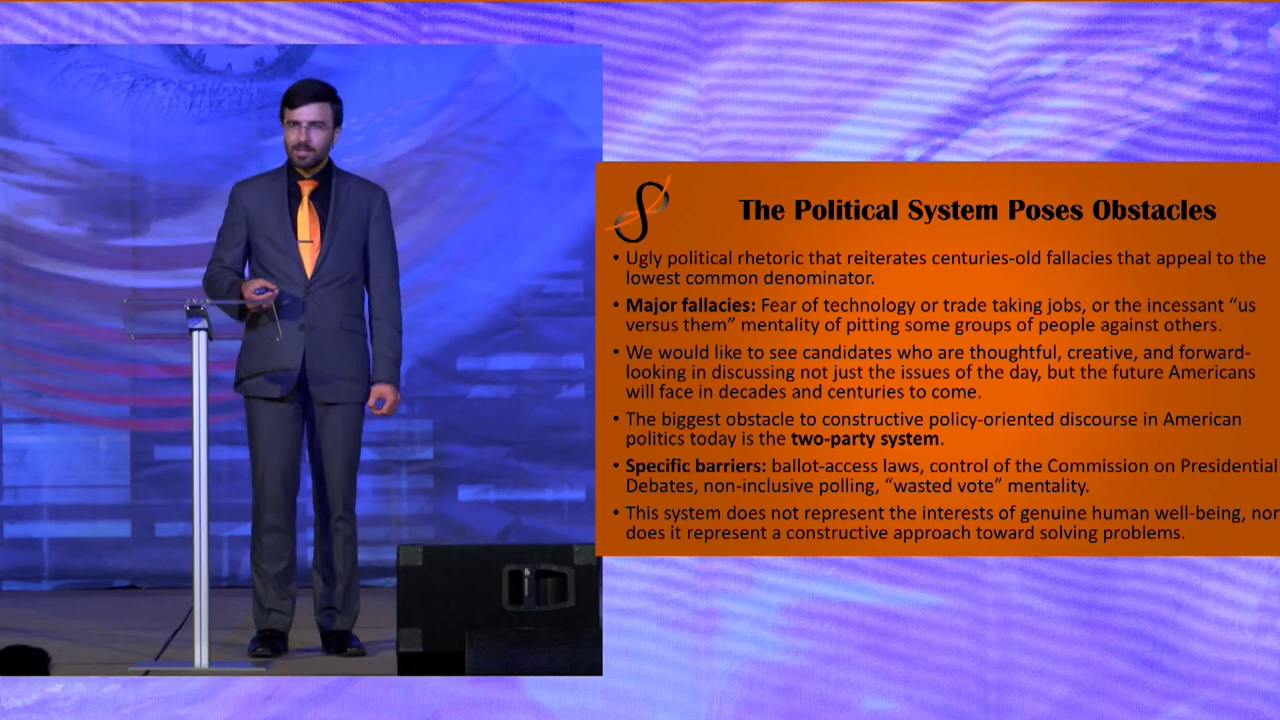 The Political System Poses Obstacles
• Ugly political rhetoric that reiterates centuries-old fallacies that appeal to the
lowest common denominator.
• Major fallacies: Fear of technology or trade taking jobs, or the incessant “us
versus them” mentality of pitting some groups of people against others.
• We would like to see candidates who are thoughtful, creative, and forward-
looking in discussing not just the issues of the day, but the future Americans
will face in decades and centuries to come.
• The biggest obstacle to constructive policy-oriented discourse in American
politics today is the two-party system.
• Specific barriers: ballot-access laws, control of the Commission on Presidential
Debates, non-inclusive polling, “wasted vote” mentality.
• This system does not represent the interests of genuine human well-being, nor
does it represent a constructive approach toward solving problems.